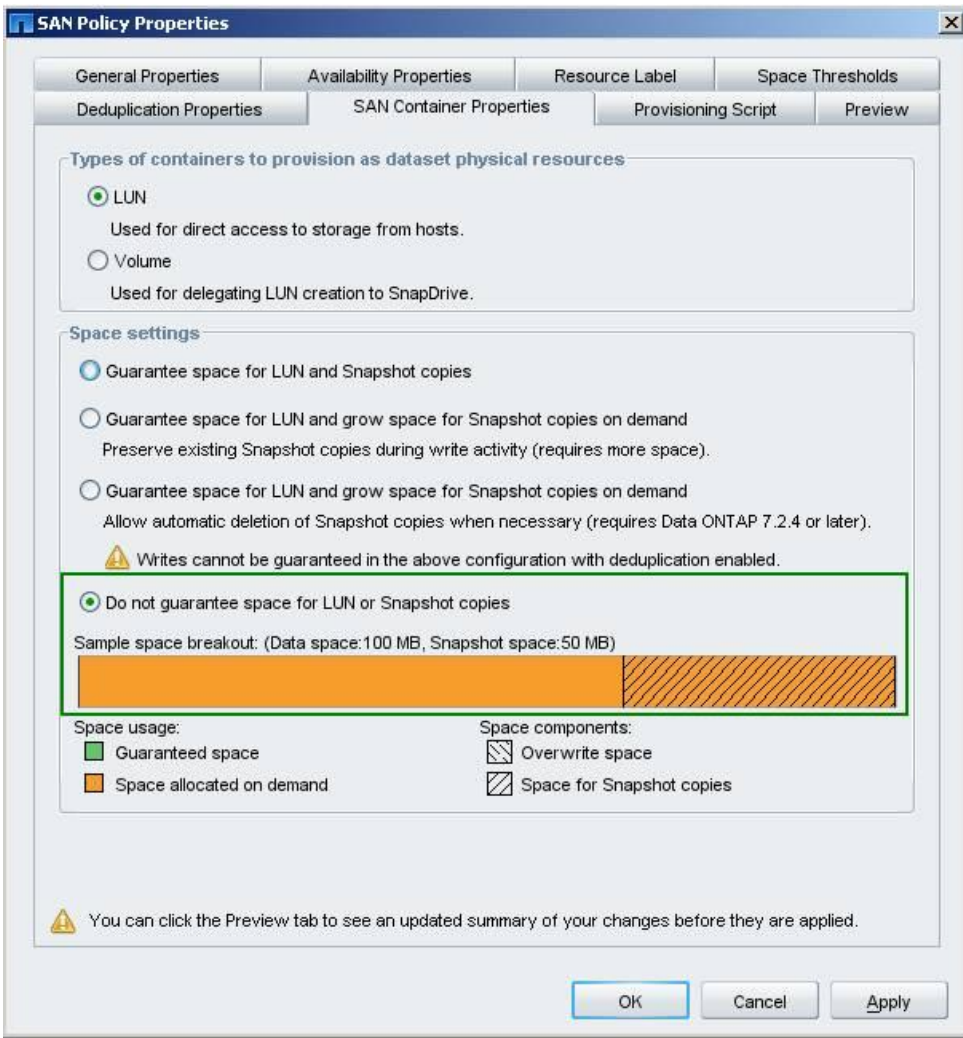 SAN Policy Properties
General Properties
Availability Properties
Resource Label
Space Thresholds
Deduplication Properties
SAN Container Properties
Provisioning Script
Preview
Types of containers to provision as dataset physical resources
LUN
Used for direct access to storage from hosts.
Volume
Used for delegating LUN creation to SnapDrive.
Space settings
Guarantee space for LUN and Snapshot copies
Guarantee space for LUN and grow space for Snapshot copies on demand
Preserve existing Snapshot copies during write activity (requires more space).
Guarantee space for LUN and grow space for Snapshot copies on demand
Allow automatic deletion of Snapshot copies when necessary (requires Data ONTAP 7.2.4 or later).
Writes cannot be guaranteed in the above configuration with deduplication enabled.
Do not guarantee space for LUN or Snapshot copies
Sample space breakout: (Data space:100 MB, Snapshot space:50 MB)
Space usage:
Guaranteed space
Space allocated on demand
Space components:
Overwrite space
Space for Snapshot copies
You can click the Preview tab to see an updated summary of your changes before they are applied.
OK
Cancel
Apply